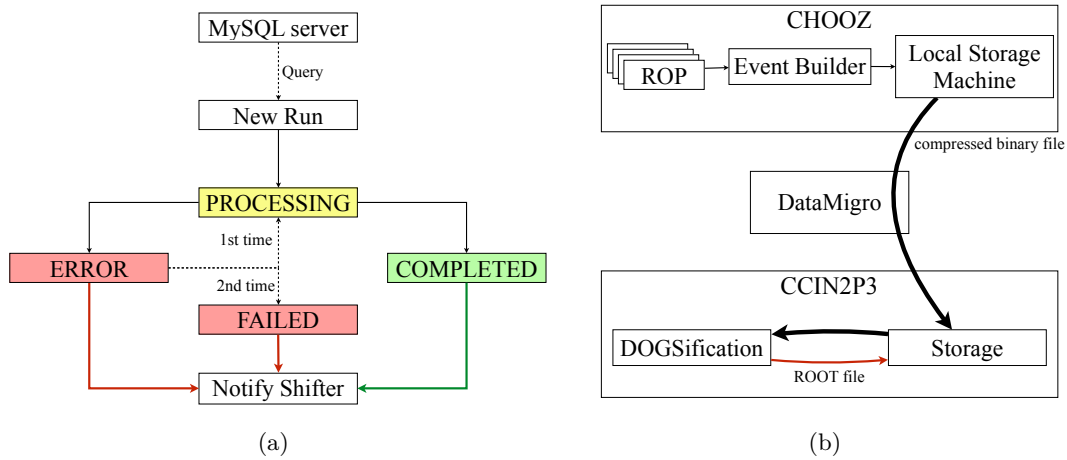 MySQL server
Query
New Run
PROCESSING
1st time
ERROR
COMPLETED
2nd time
FAILED
Notify Shifter
(a)
CHOOZ
ROP
Event Builder
Local Storage
Machine
compressed binary file
DataMigro
CCIN2P3
DOGSification
Storage
ROOT file
(b)